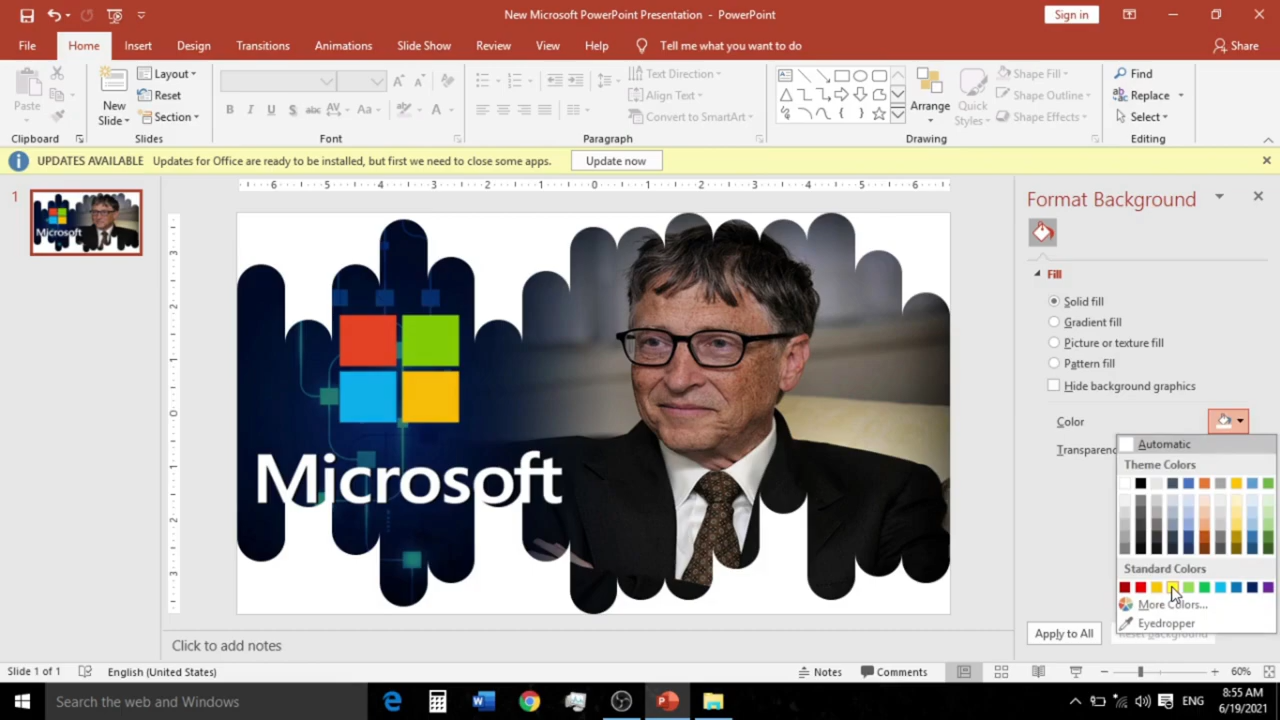 New Microsoft PowerPoint Presentation - PowerPoint
Sign in
File Home Insert Design Transitions Animations Slide Show Review View Help Tell me what you want to do Share
Paste
New Slide
Layout
Reset
Section
Text Direction
Align Text
Convert to SmartArt
Arrange
Quick Styles
Shape Fill
Shape Outline
Shape Effects
Find
Replace
Select
Clipboard Slides Font Paragraph Drawing Editing
UPDATES AVAILABLE Updates for Office are ready to be installed, but first we need to close some apps. Update now
1
Microsoft
Microsoft
Format Background
Fill
Solid fill
Gradient fill
Picture or texture fill
Pattern fill
Hide background graphics
Color
Transparenc
Automatic
Theme Colors
Standard Colors
More Colors...
Eyedropper
Apply to All Reset Background
Click to add notes
Slide 1 of 1 English (United States) Notes Comments 60%
Search the web and Windows
ENG
8:55 AM
6/19/2021